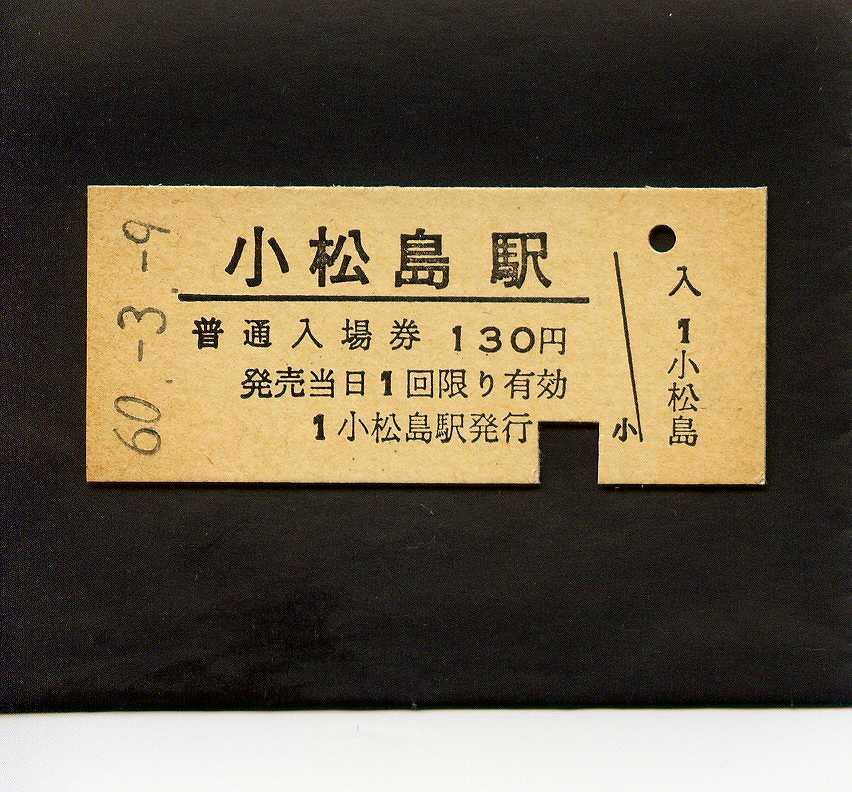 60.-3.-9
小松島駅
普通入場券 130円
発売当日1回限り有効
1小松島駅発行
小
入
1
小松島